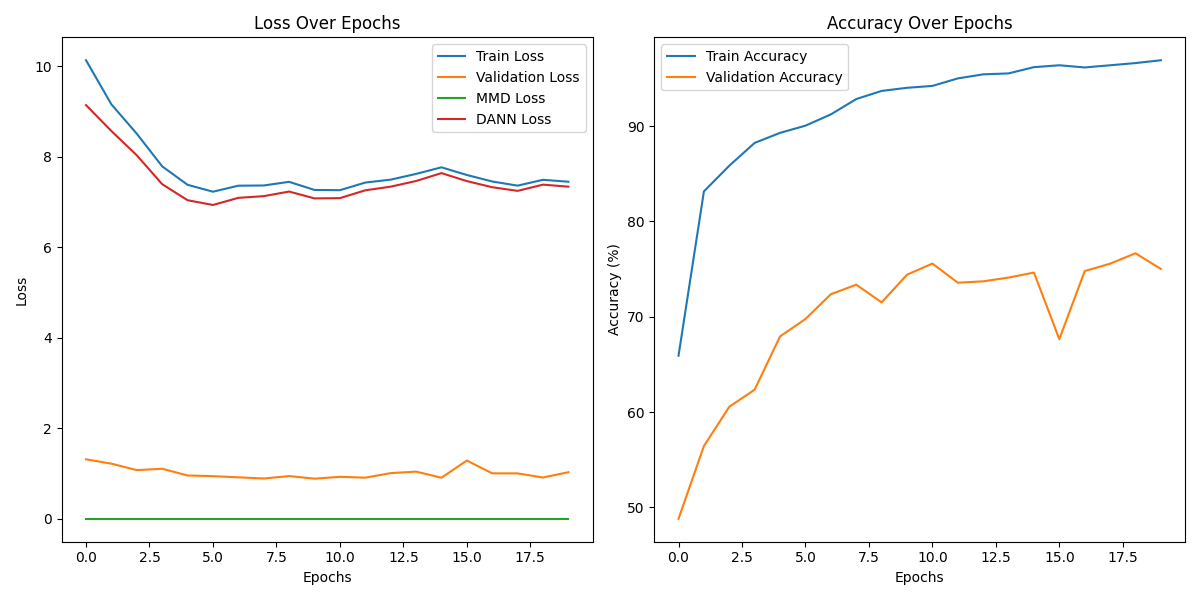 Loss Over Epochs
Loss
10
8
6
4
2
0
Train Loss
Validation Loss
MMD Loss
DANN Loss
0.0 2.5 5.0 7.5 10.0 12.5 15.0 17.5
Epochs
Accuracy Over Epochs
Accuracy (%)
90
80
70
60
50
Train Accuracy
Validation Accuracy
0.0 2.5 5.0 7.5 10.0 12.5 15.0 17.5
Epochs